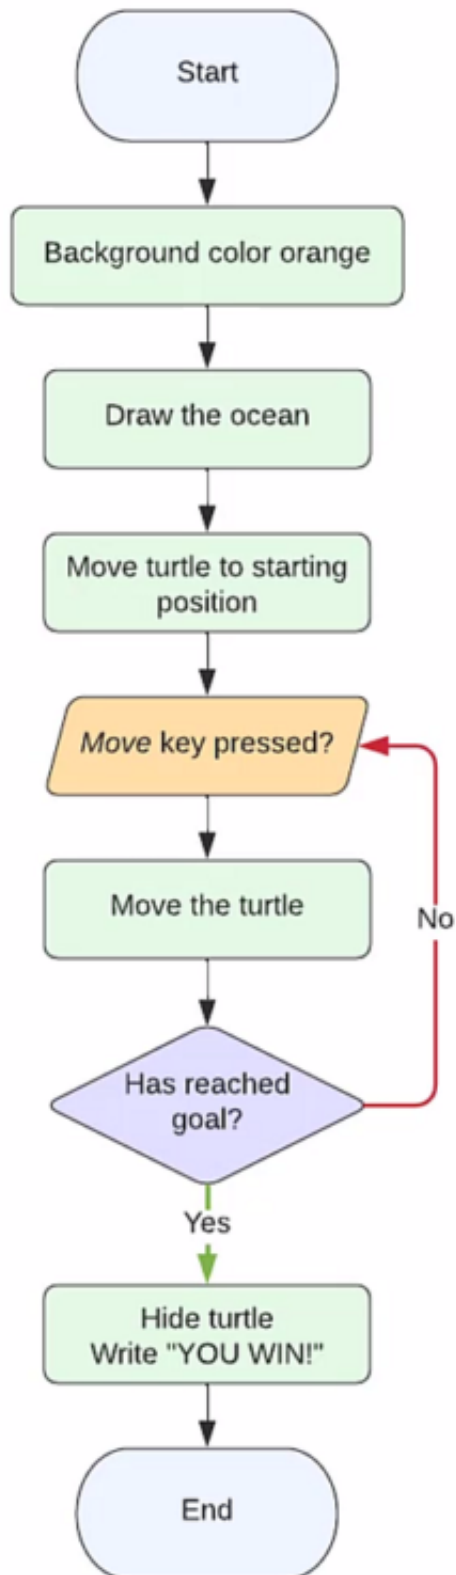 Start
Background color orange
Draw the ocean
Move turtle to starting
position
Move key pressed?
Move the turtle
No
Has reached
goal?
Yes
Hide turtle
Write "YOU WIN!"
End